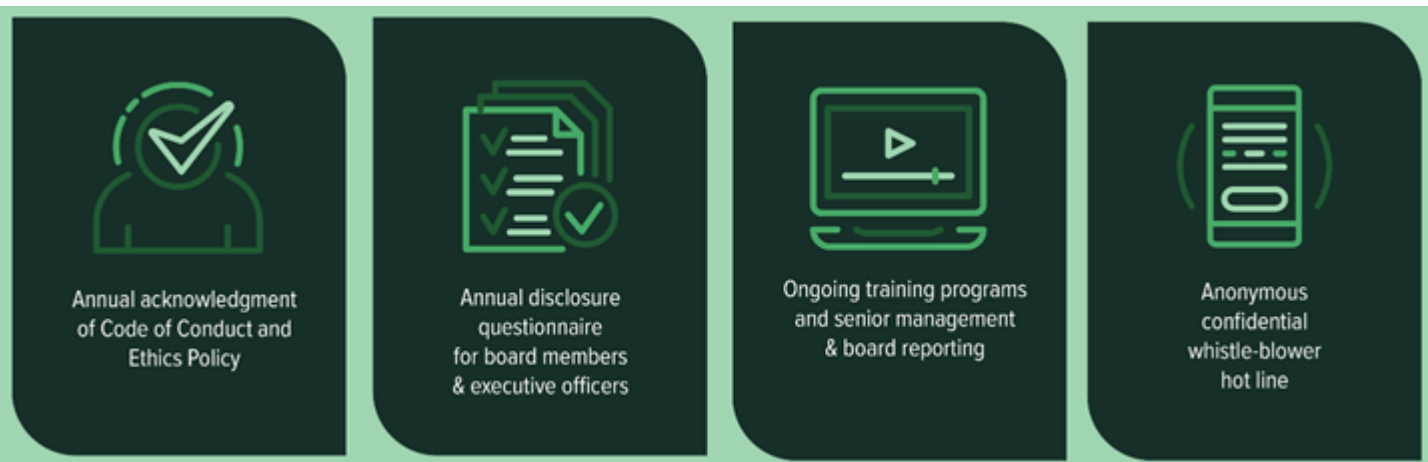 Annual acknowledgment
of Code of Conduct and
Ethics Policy
Annual disclosure
questionnaire
for board members
& executive officers
Ongoing training programs
and senior management
& board reporting
Anonymous
confidential
whistle-blower
hot line